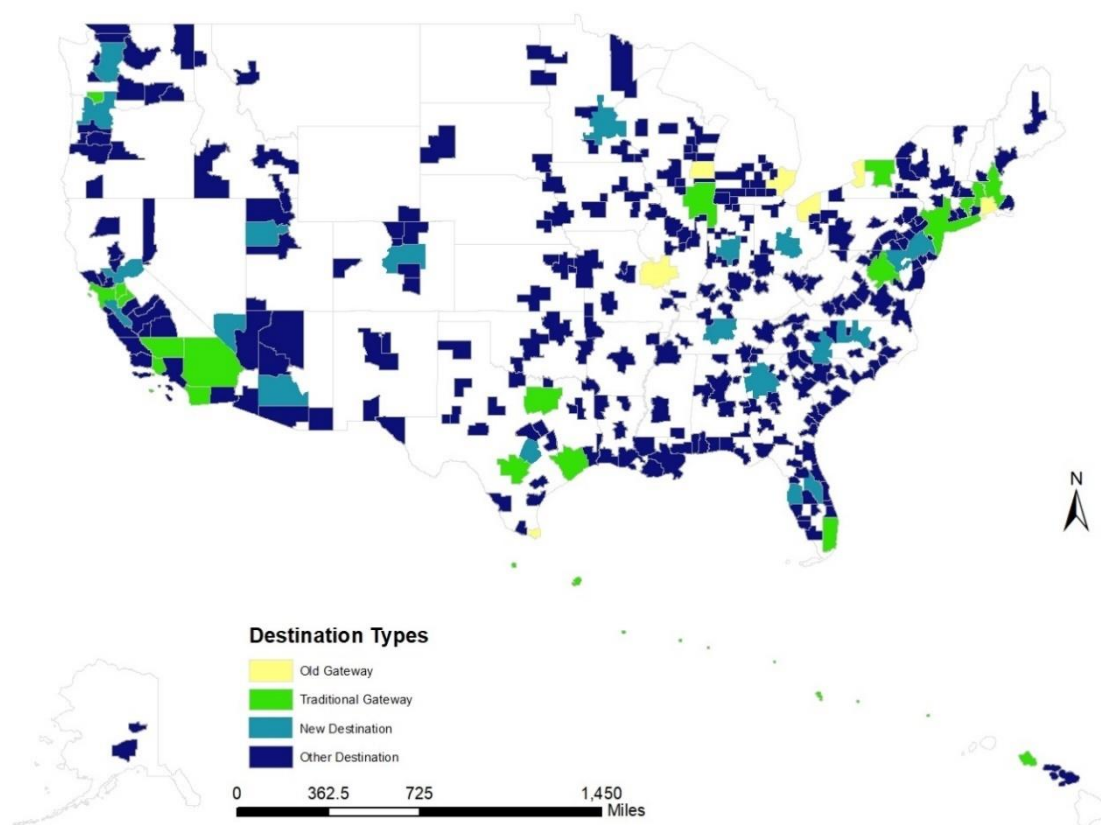 N
Destination Types
Old Gateway
Traditional Gateway
New Destination
Other Destination
0 362.5 725 1,450
Miles